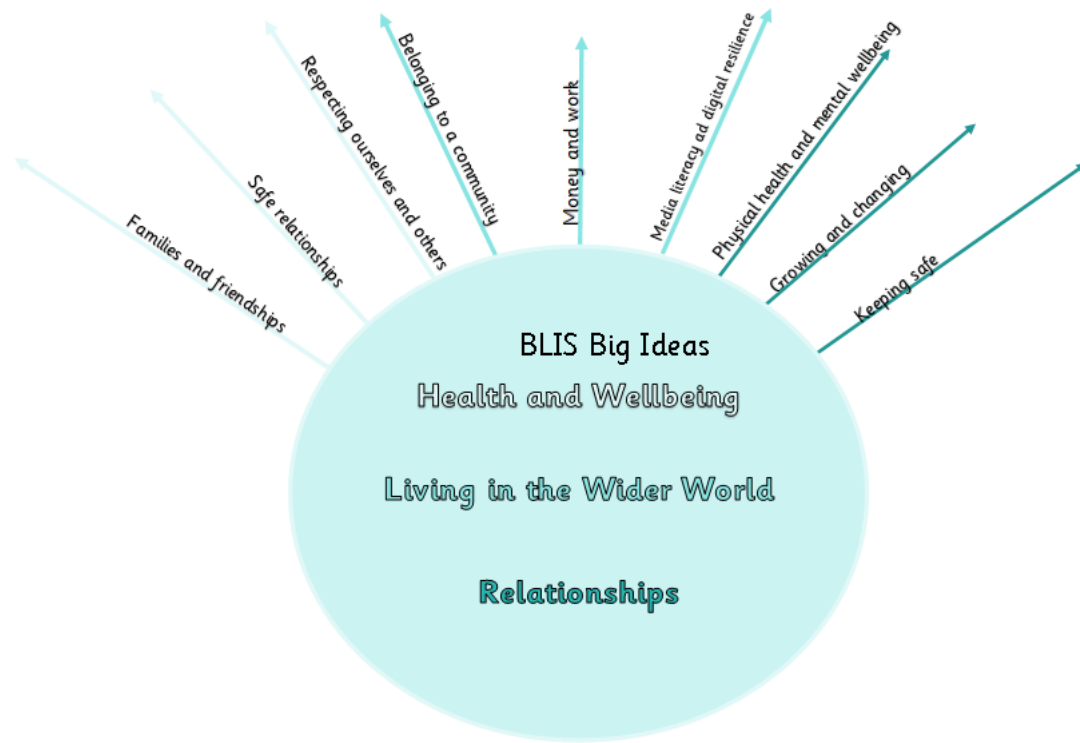 Families and friendships
Safe relationships
Respecting ourselves and others
Belonging to a community
Money and work
Media literacy ad digital resilience
Physical health and mental wellbeing
Growing and changing
Keeping safe
BLIS Big Ideas
Health and Wellbeing
Living in the Wider World
Relationships